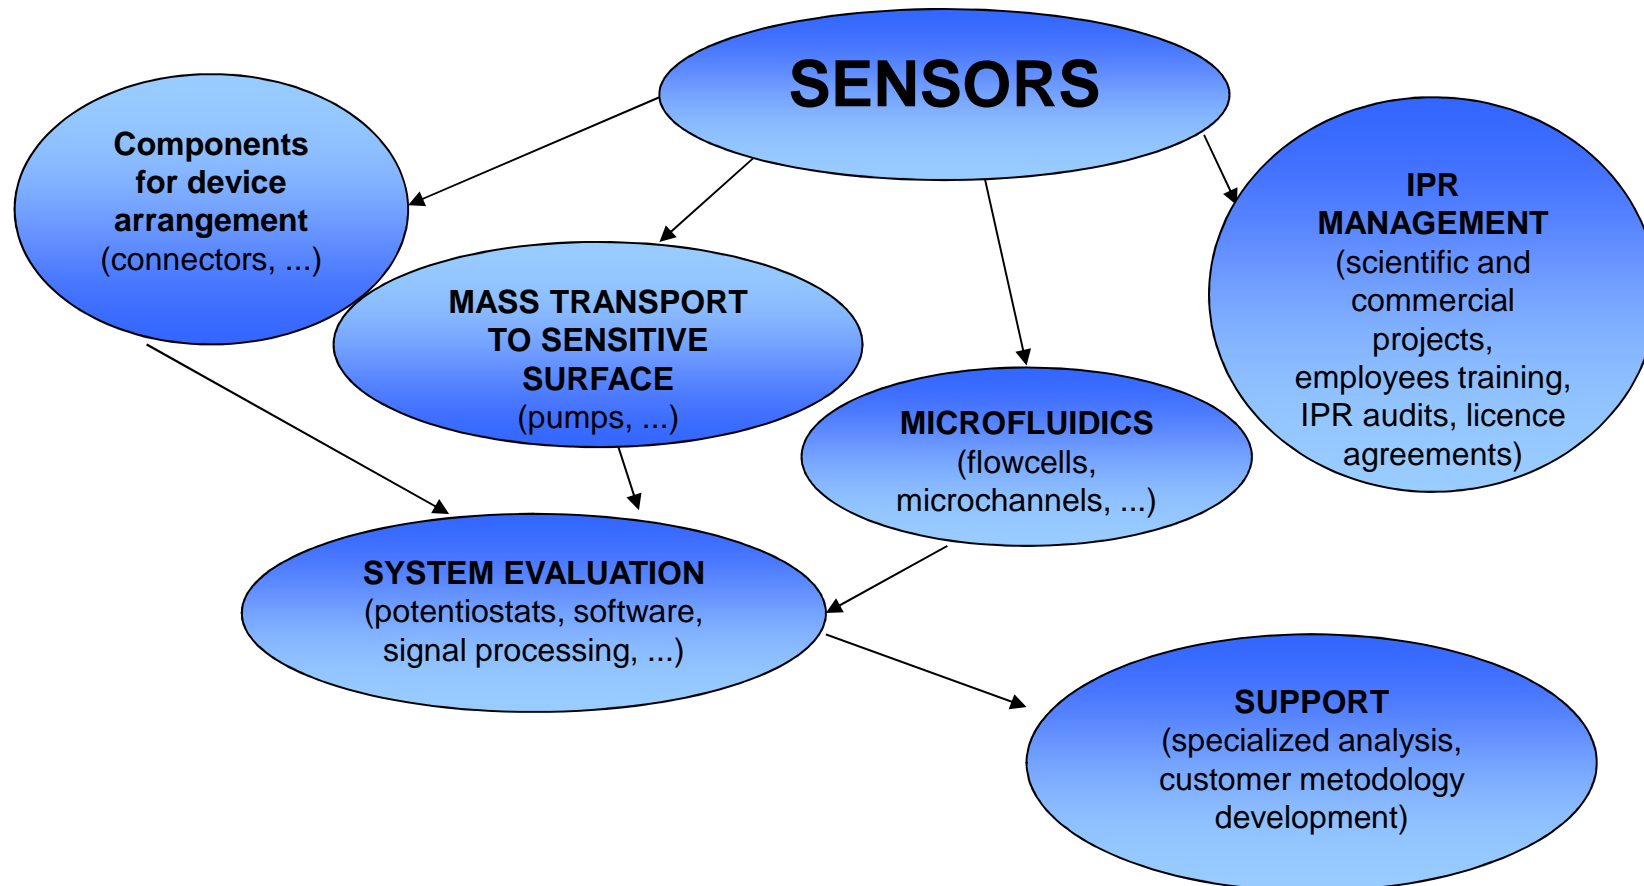 SENSORS
Components
for device
arrangement
(connectors, ...)
MASS TRANSPORT
TO SENSITIVE
SURFACE
(pumps, ...)
MICROFLUIDICS
(flowcells,
microchannels, ...)
IPR
MANAGEMENT
(scientific and
commercial
projects,
employees training,
IPR audits, licence
agreements)
SYSTEM EVALUATION
(potentiostats, software,
signal processing, ...)
SUPPORT
(specialized analysis,
customer metodology
development)